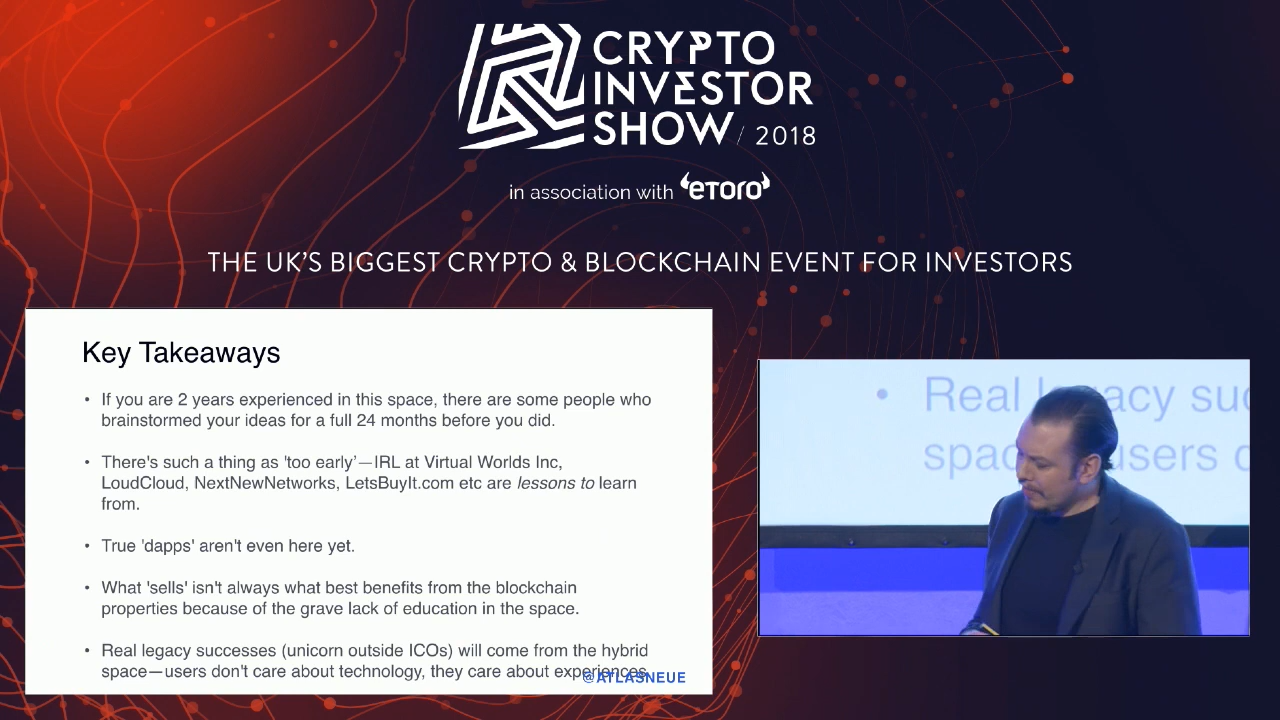 CRYPTO
INVESTOR
SHOW / 2018
in association with eToro
THE UK'S BIGGEST CRYPTO & BLOCKCHAIN EVENT FOR INVESTORS
Key Takeaways
• If you are 2 years experienced in this space, there are some people who
brainstormed your ideas for a full 24 months before you did.
• There's such a thing as 'too early'—IRL at Virtual Worlds Inc,
LoudCloud, NextNewNetworks, LetsBuyIt.com etc are lessons to learn
from.
• True 'dapps' aren't even here yet.
• What 'sells' isn't always what best benefits from the blockchain
properties because of the grave lack of education in the space.
• Real legacy successes (unicorn outside ICOs) will come from the hybrid
space—users don't care about technology, they care about experiences.
@ATLASNEUE
• Real legacy suc
space users